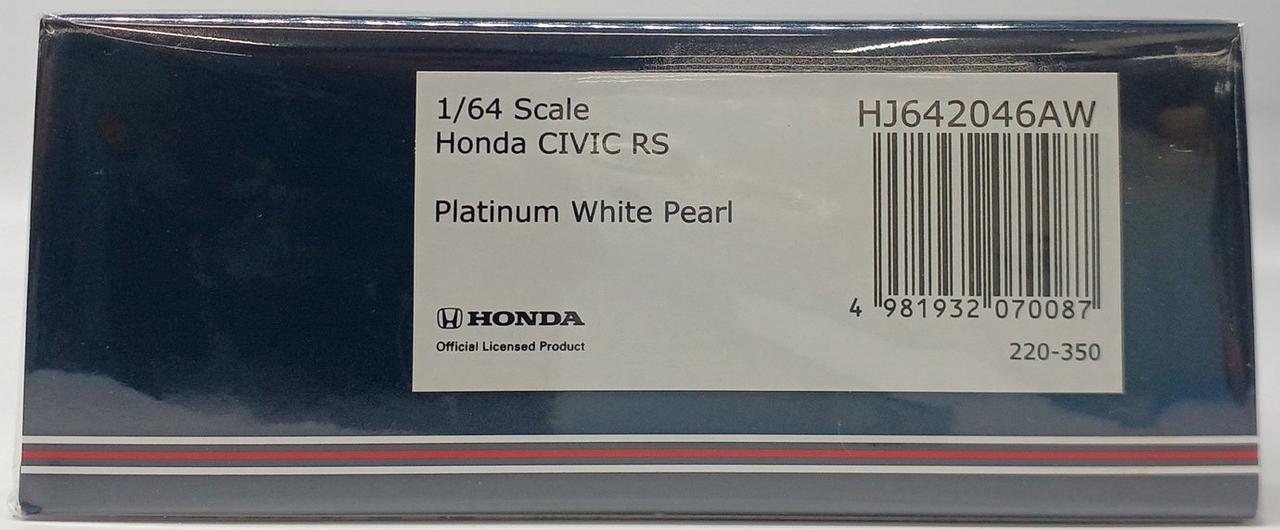 1/64 Scale
Honda CIVIC RS
Platinum White Pearl
HONDA
Official Licensed Product
HJ642046AW
4 981932 070087
220-350